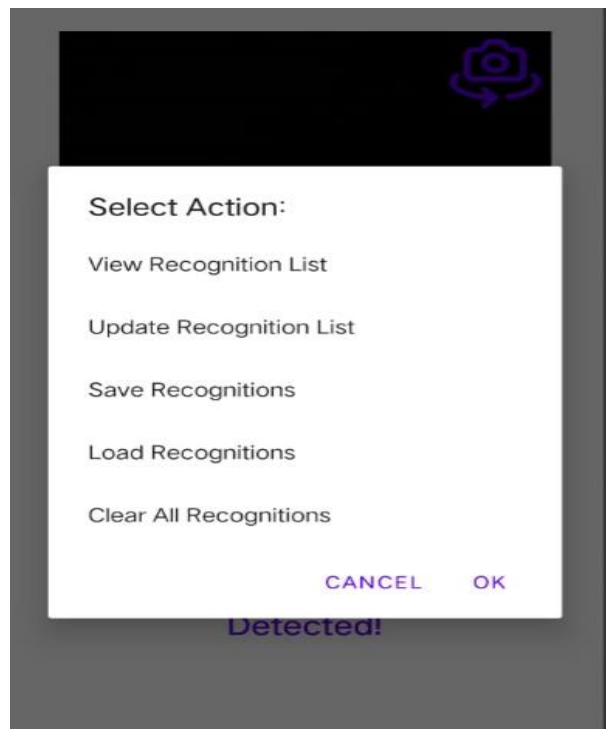 Select Action:
View Recognition List
Update Recognition List
Save Recognitions
Load Recognitions
Clear All Recognitions
CANCEL OK
Detected!